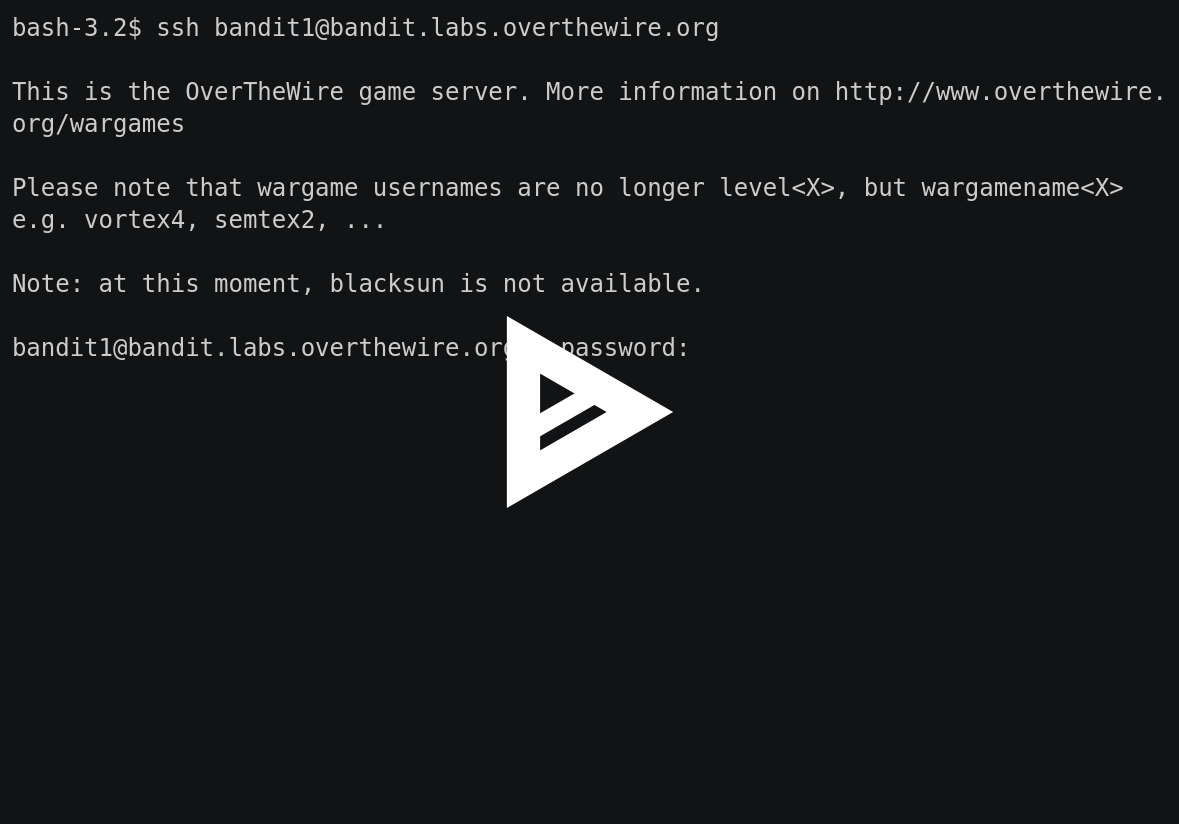 bash-3.2$ ssh bandit1@bandit.labs.overthewire.org
This is the OverTheWire game server. More information on http://www.overthewire.
org/wargames
Please note that wargame usernames are no longer level<X>, but wargamename<X>
e.g. vortex4, semtex2, ...
Note: at this moment, blacksun is not available.
bandit1@bandit.labs.overthewire.org password: